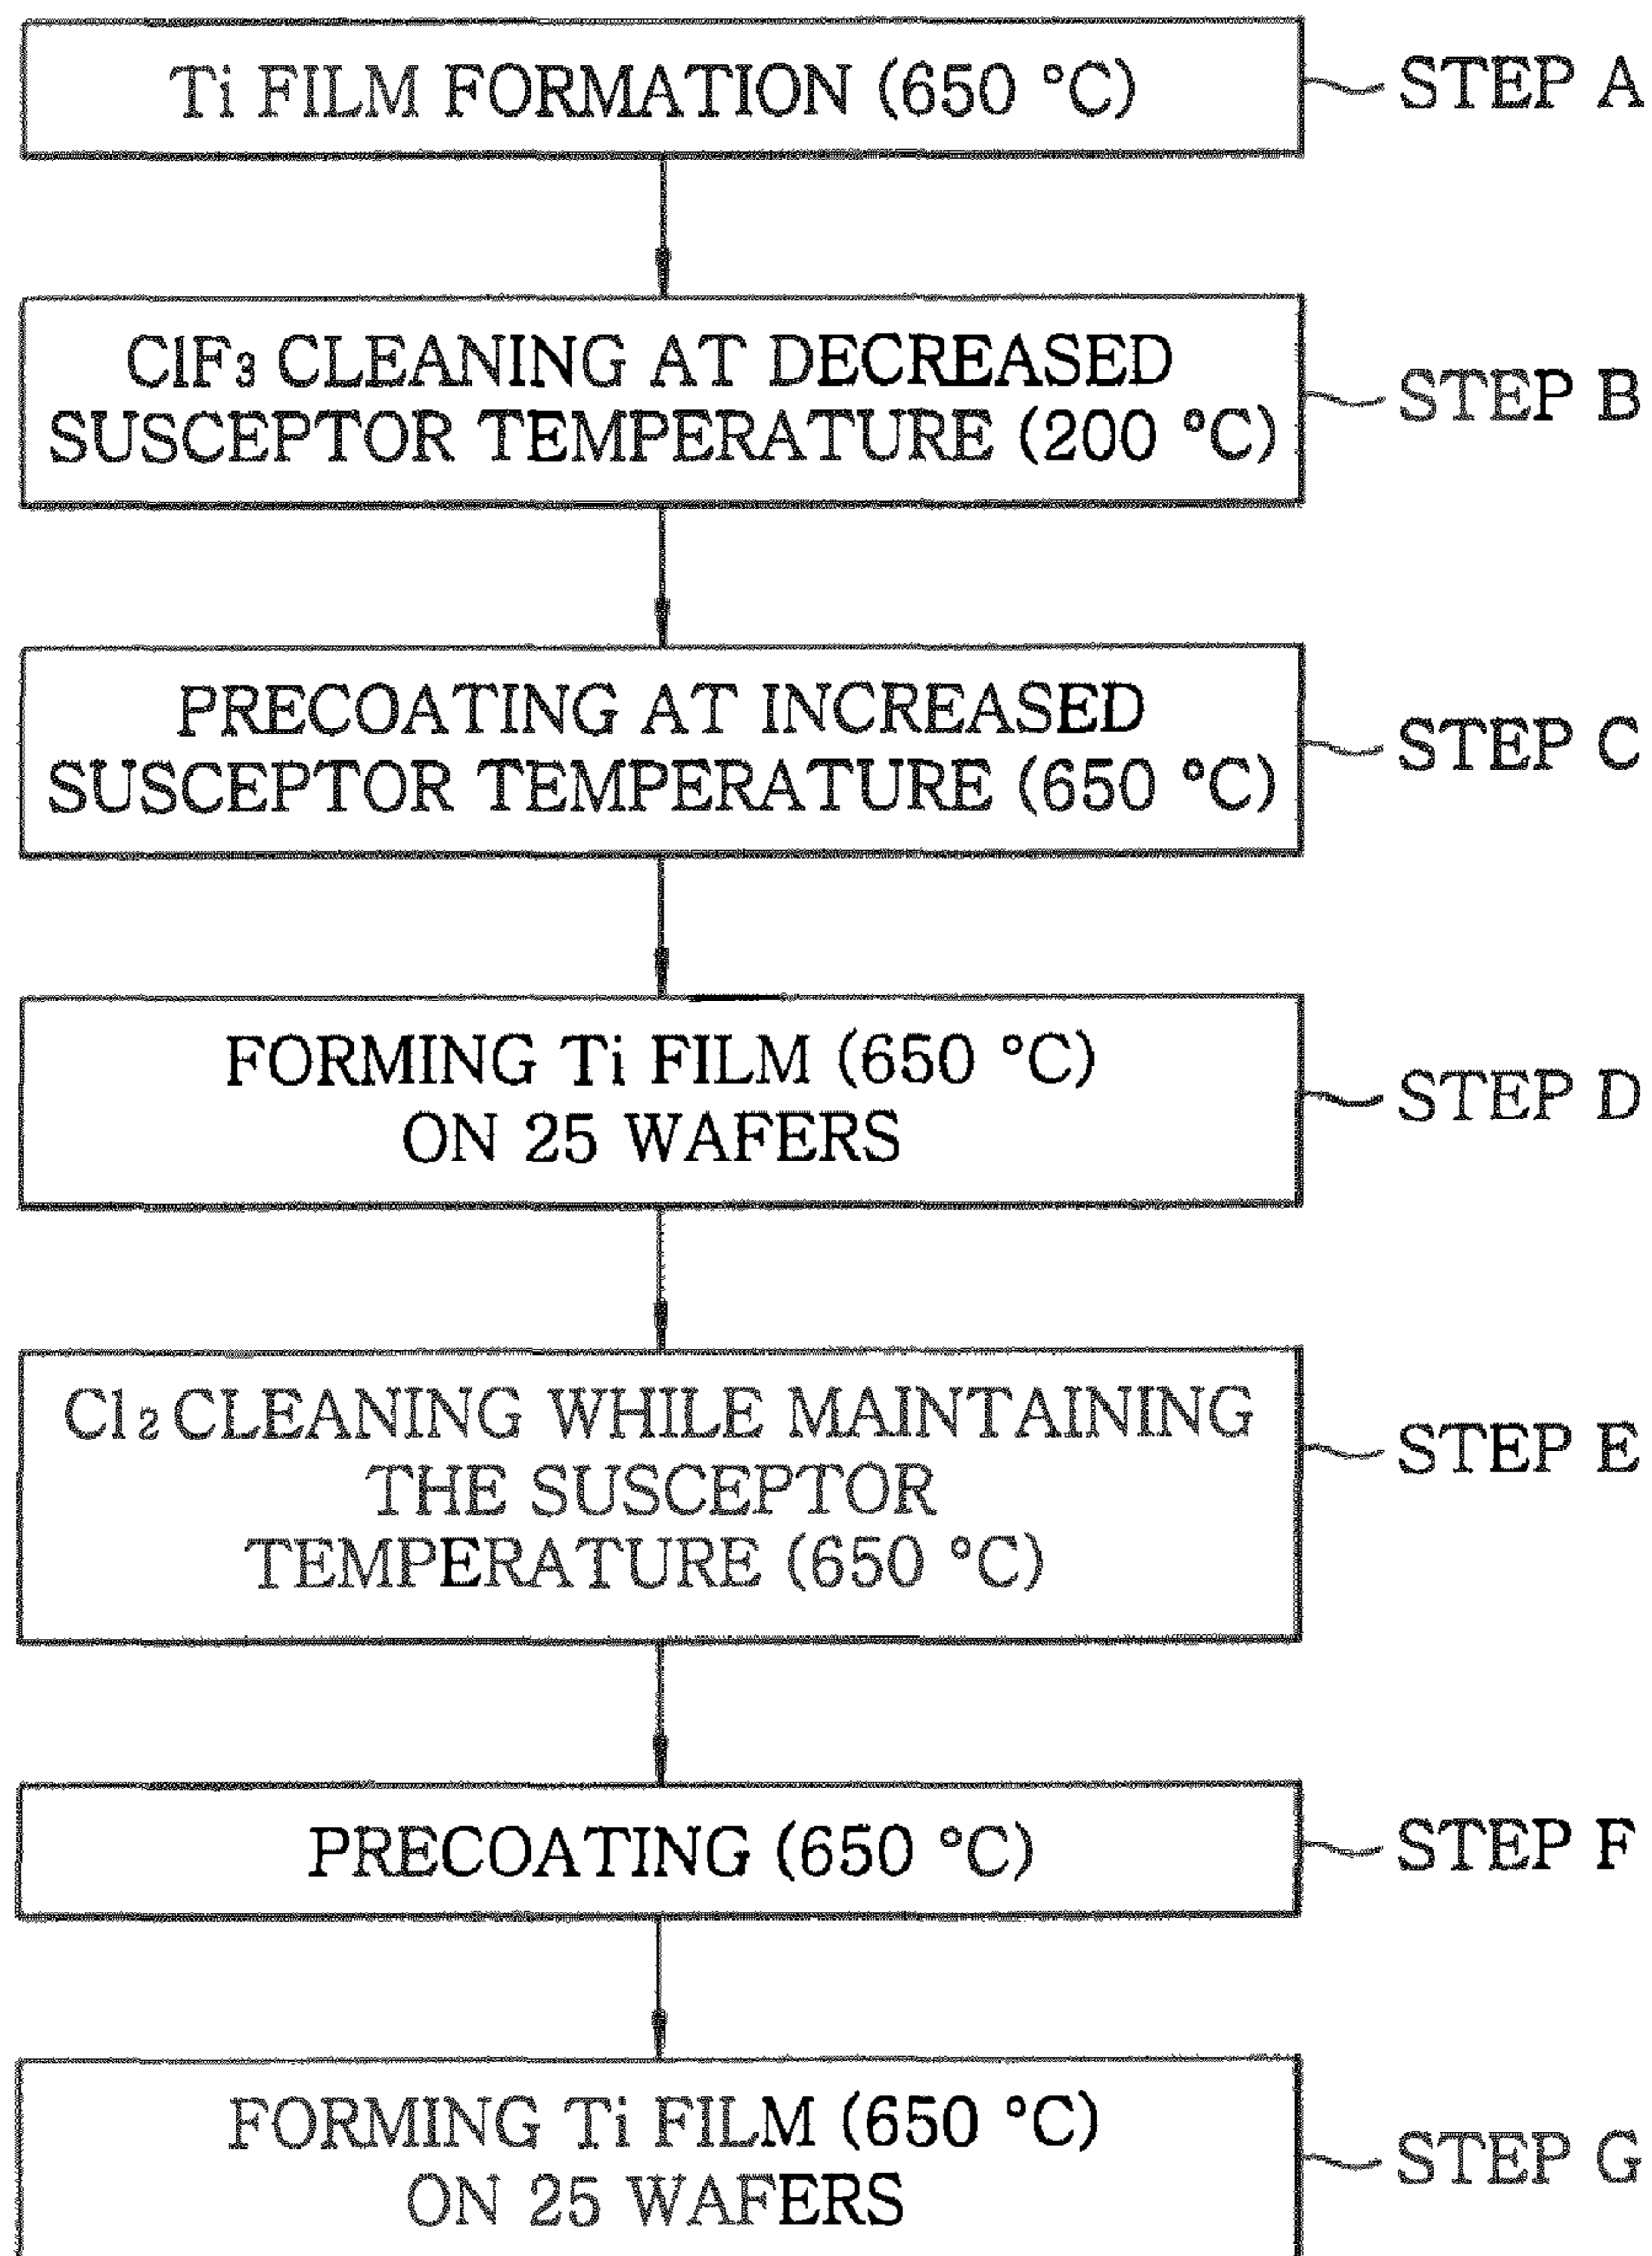 Ti FILM FORMATION (650 °C)
STEP A
ClF3 CLEANING AT DECREASED
SUSCEPTOR TEMPERATURE (200 °C)
STEP B
PRECOATING AT INCREASED
SUSCEPTOR TEMPERATURE (650 °C)
STEP C
FORMING Ti FILM (650 °C)
ON 25 WAFERS
STEP D
Cl2 CLEANING WHILE MAINTAINING
THE SUSCEPTOR
TEMPERATURE (650 °C)
STEP E
PRECOATING (650 °C)
STEP F
FORMING Ti FILM (650 °C)
ON 25 WAFERS
STEP G